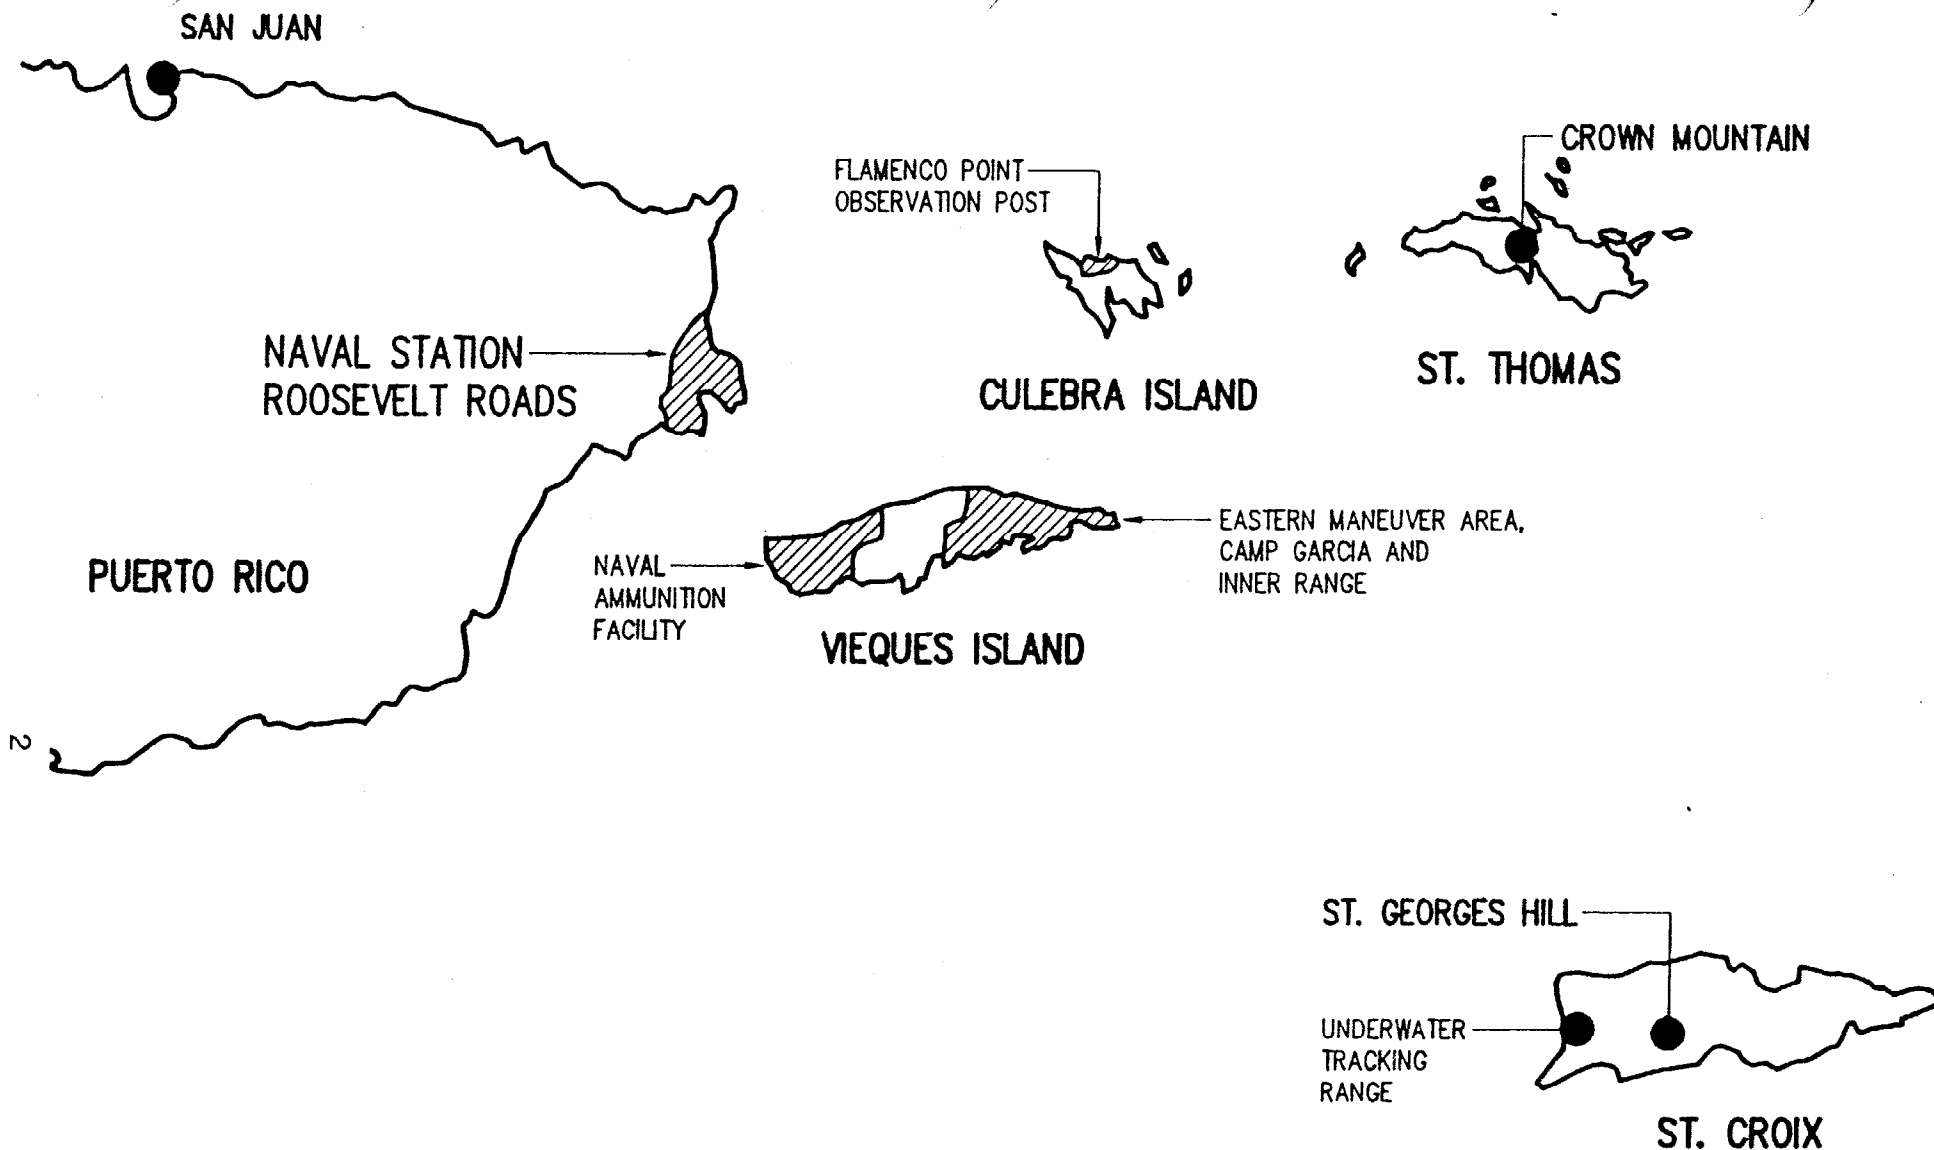 SAN JUAN
CROWN MOUNTAIN
FLAMENCO POINT
OBSERVATION POST
NAVAL STATION
ROOSEVELT ROADS
CULEBRA ISLAND
ST. THOMAS
PUERTO RICO
NAVAL
AMMUNITION
FACILITY
EASTERN MANEUVER AREA,
CAMP GARCIA AND
INNER RANGE
VIEQUES ISLAND
2
ST. GEORGES HILL
UNDERWATER
TRACKING
RANGE
ST. CROIX